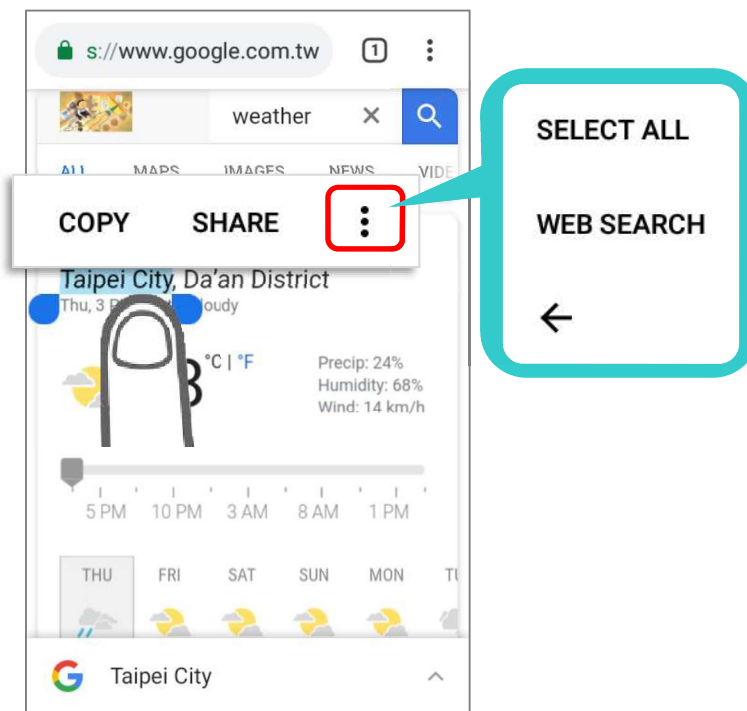 s://www.google.com.tw 1
weather
ALL MAPS IMAGES NEWS VIDE
COPY SHARE
Taipei City, Da'an District
Thu, 3 P oudy
°C | °F
Precip: 24%
Humidity: 68%
Wind: 14 km/h
5 PM 10 PM 3 AM 8 AM 1 PM
THU FRI SAT SUN MON TU
G Taipei City
SELECT ALL
WEB SEARCH